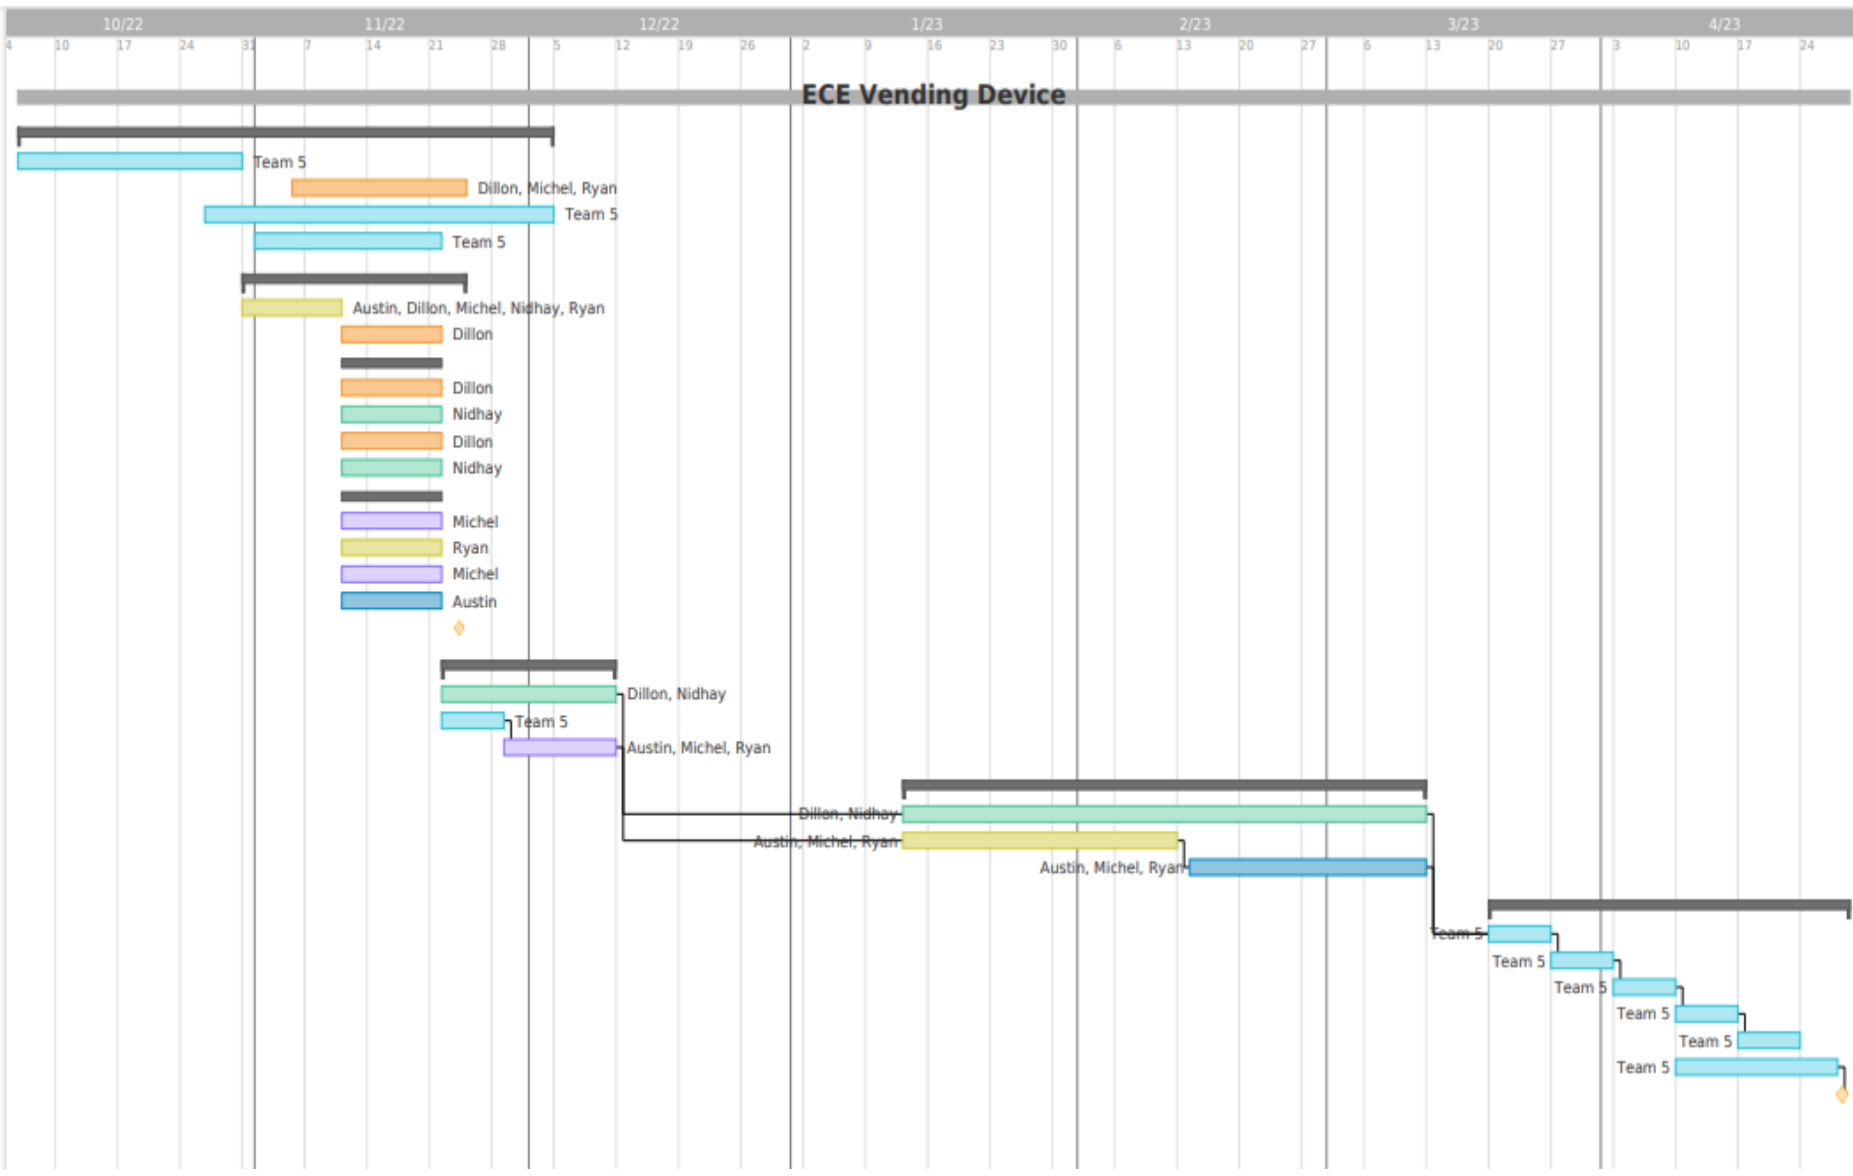 10/22 11/22 12/22 1/23 2/23 3/23 4/23
4 10 17 24 31 7 14 21 28 5 12 19 26 2 9 16 23 30 6 13 20 27 6 13 20 27 3 10 17 24
ECE Vending Device
Team 5
Dillon, Michel, Ryan
Team 5
Team 5
Austin, Dillon, Michel, Nidhay, Ryan
Dillon
Dillon
Nidhay
Dillon
Nidhay
Michel
Ryan
Michel
Austin
Dillon, Nidhay
Team 5
Austin, Michel, Ryan
Dillon, Nidhay
Austin, Michel, Ryan
Austin, Michel, Ryan
Team 5
Team 5
Team 5
Team 5
Team 5
Team 5